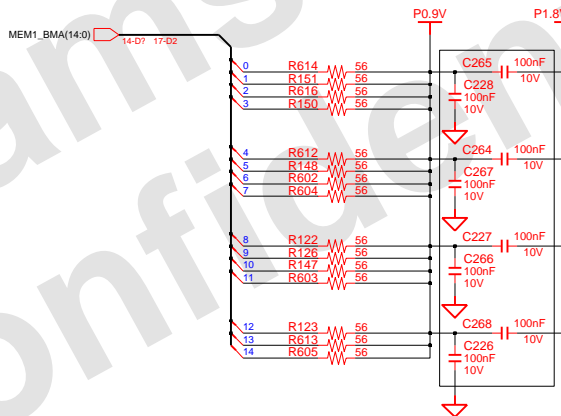 P0.9V
P1.8V
MEM1_BMA(14:0)
14-D? 17-D2
0 R614 56
1 R151 56
2 R616 56
3 R150 56
C265 100nF 10V
C228 100nF 10V
4 R612 56
5 R148 56
6 R602 56
7 R604 56
C264 100nF 10V
C267 100nF 10V
8 R122 56
9 R126 56
10 R147 56
11 R603 56
C227 100nF 10V
C266 100nF 10V
12 R123 56
13 R613 56
14 R605 56
C268 100nF 10V
C226 100nF 10V